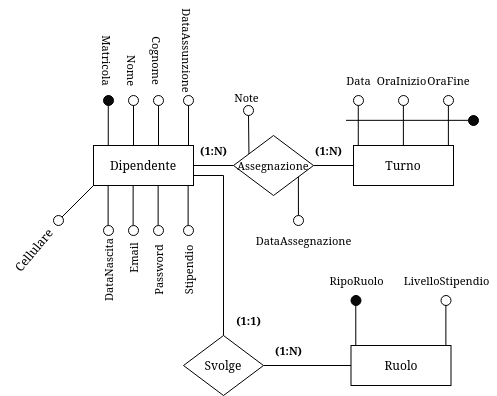 Matricola
Nome
Cognome
DataAssunzione
Note
Data
OraInizio
OraFine
Dipendente
(1:N)
Assegnazione
(1:N)
Turno
Cellulare
DataNascita
Email
Password
Stipendio
DataAssegnazione
RipoRuolo
LivelloStipendio
(1:1)
Svolge
(1:N)
Ruolo